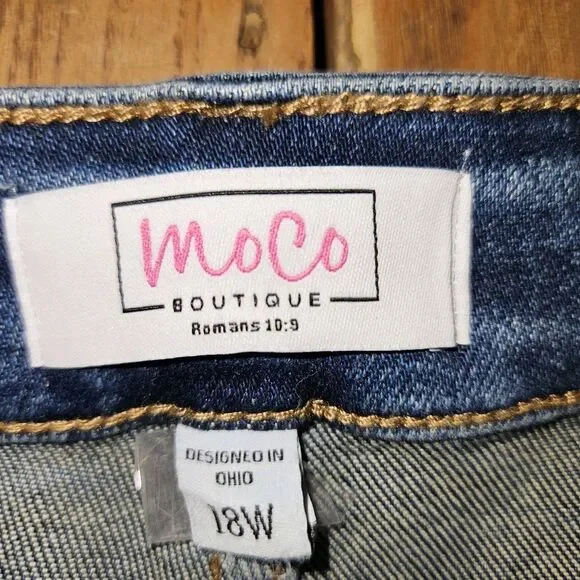 MoCo
BOUTIQUE
Romans 10:9
DESIGNED IN
OHIO
18W